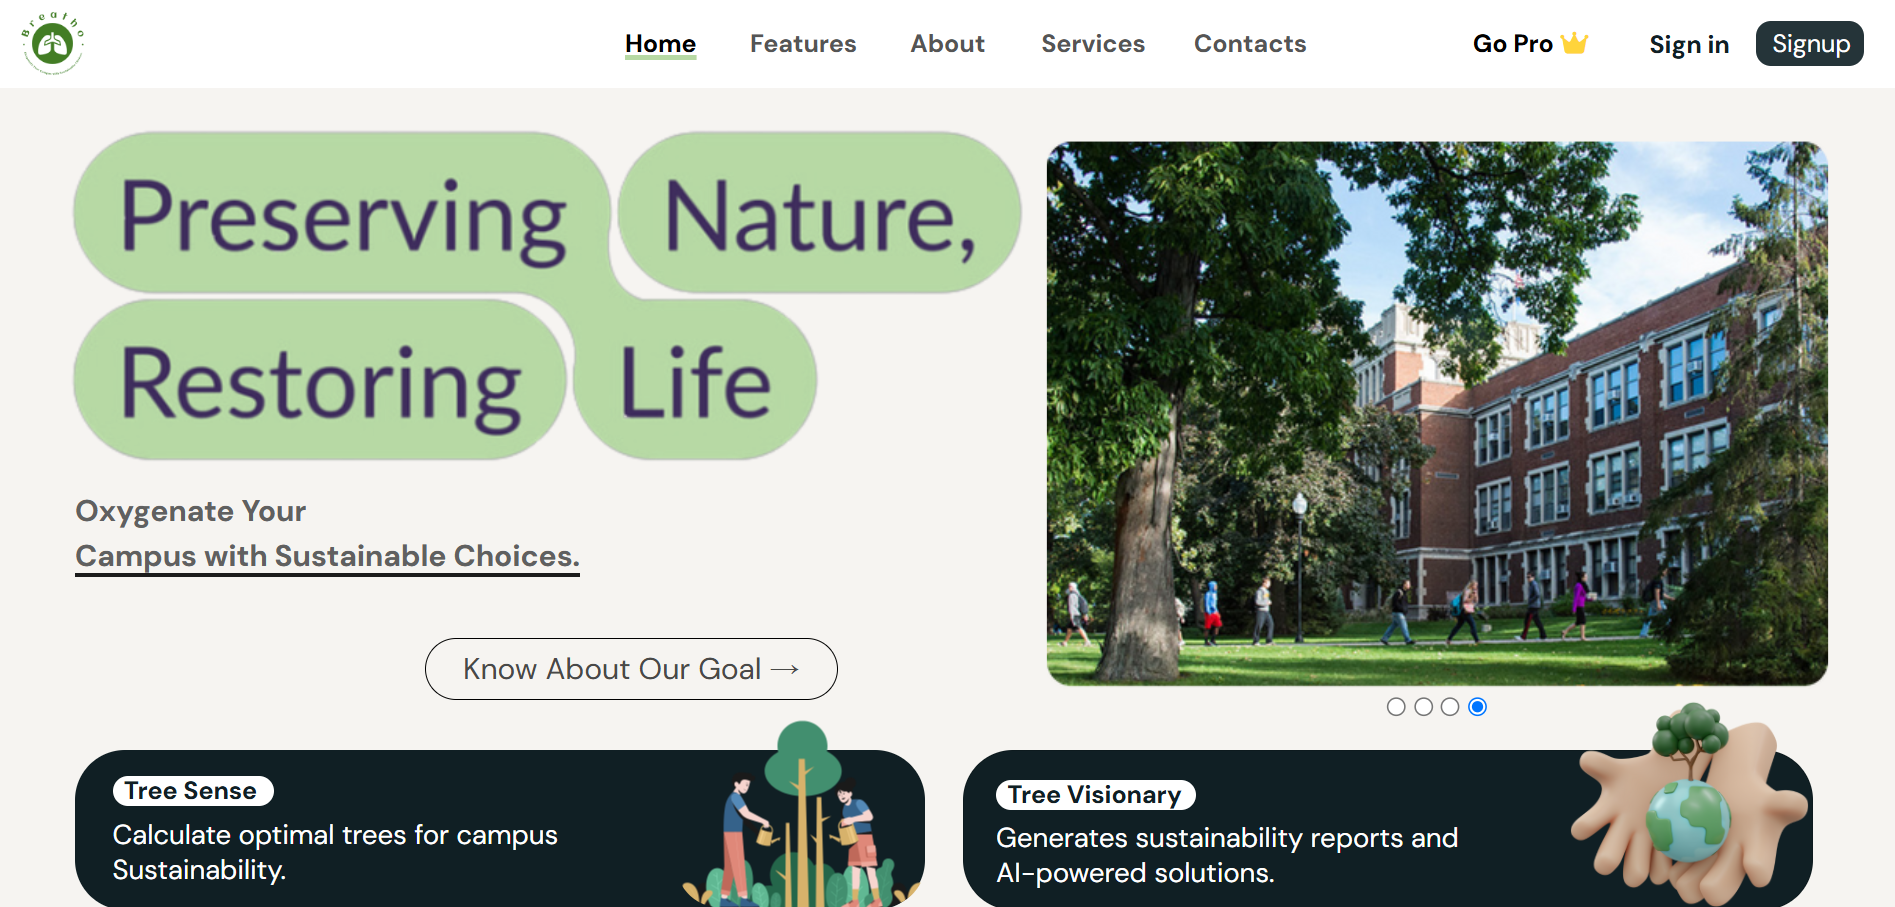 Breatho
Home Features About Services Contacts Go Pro Sign in Signup
Preserving Nature,
Restoring Life
Oxygenate Your
Campus with Sustainable Choices.
Know About Our Goal →
Tree Sense
Calculate optimal trees for campus
Sustainability.
Tree Visionary
Generates sustainability reports and
AI-powered solutions.